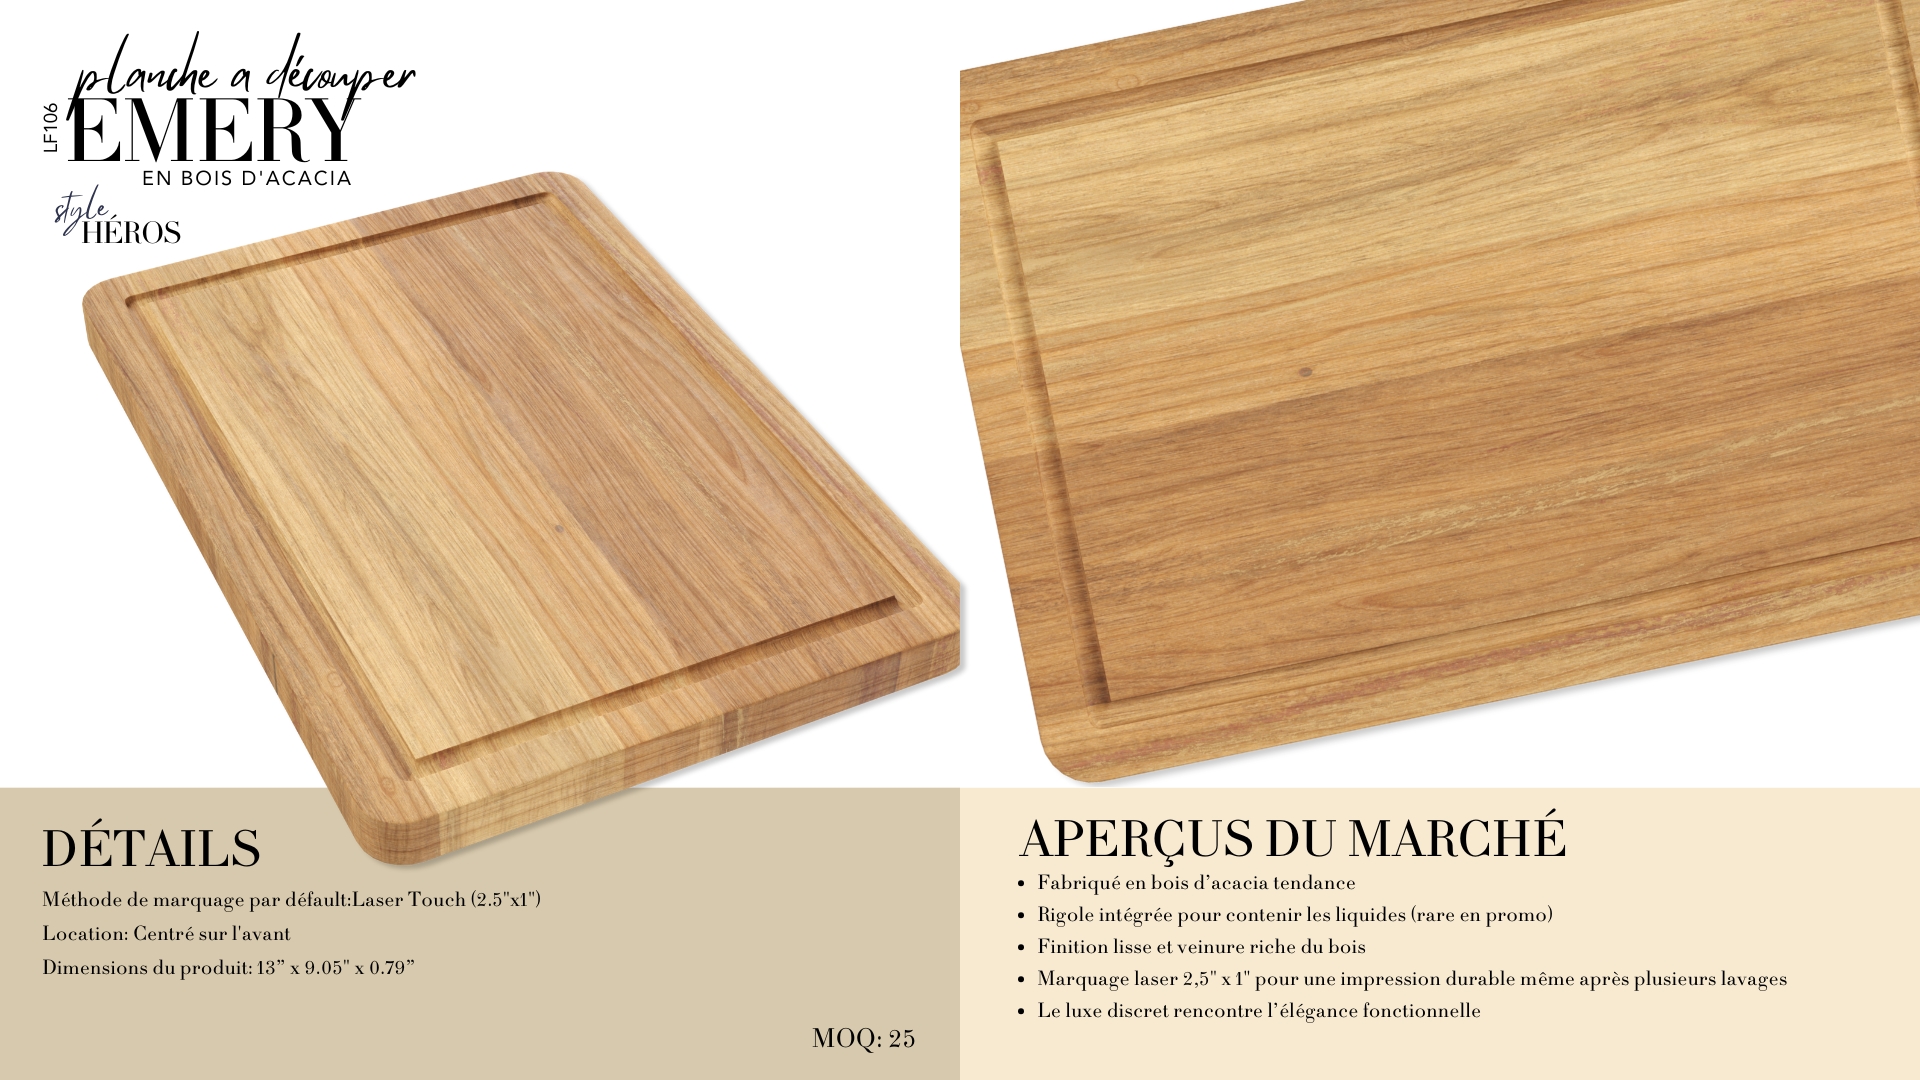 planche a découper
LF106
EMERY
EN BOIS D'ACACIA
style
HÉROS
DÉTAILS
Méthode de marquage par défault:Laser Touch (2.5"x1")
Location: Centré sur l'avant
Dimensions du produit: 13” x 9.05" x 0.79”
MOQ: 25
APERÇUS DU MARCHÉ
• Fabriqué en bois d’acacia tendance
• Rigole intégrée pour contenir les liquides (rare en promo)
• Finition lisse et veinure riche du bois
• Marquage laser 2,5" x 1" pour une impression durable même après plusieurs lavages
• Le luxe discret rencontre l’élégance fonctionnelle